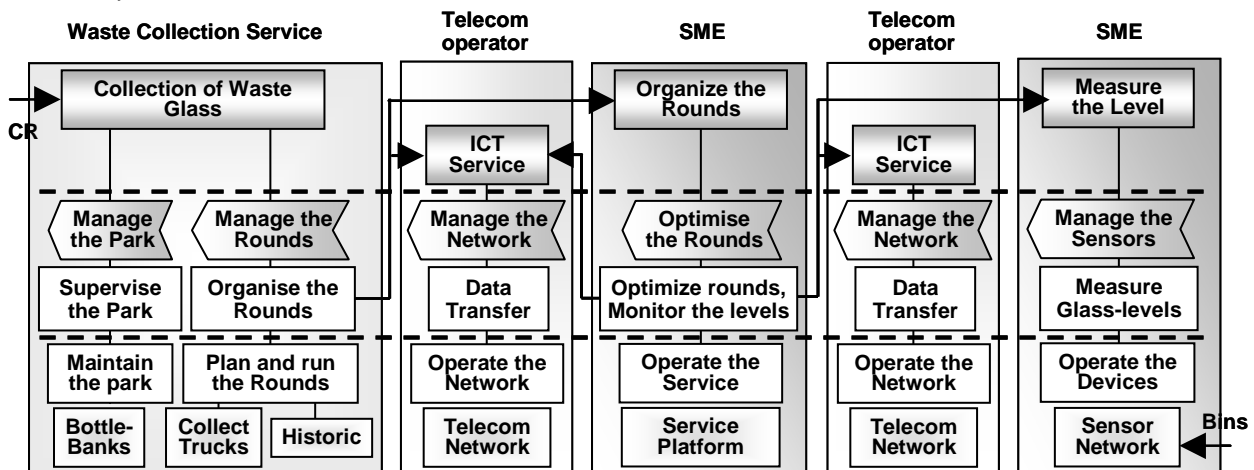 Waste Collection Service
Telecom
operator
SME
Telecom
operator
SME
CR
Collection of Waste
Glass
Organize the
Rounds
Measure
the Level
ICT
Service
ICT
Service
Manage
the Park
Manage the
Rounds
Manage the
Network
Optimise
the Rounds
Manage the
Network
Manage the
Sensors
Supervise
the Park
Organise the
Rounds
Data
Transfer
Optimize rounds,
Monitor the levels
Data
Transfer
Measure
Glass-levels
Maintain
the park
Plan and run
the Rounds
Operate the
Network
Operate the
Service
Operate the
Network
Operate the
Devices
Bottle-
Banks
Collect
Trucks
Historic
Telecom
Network
Service
Platform
Telecom
Network
Sensor
Network
Bins